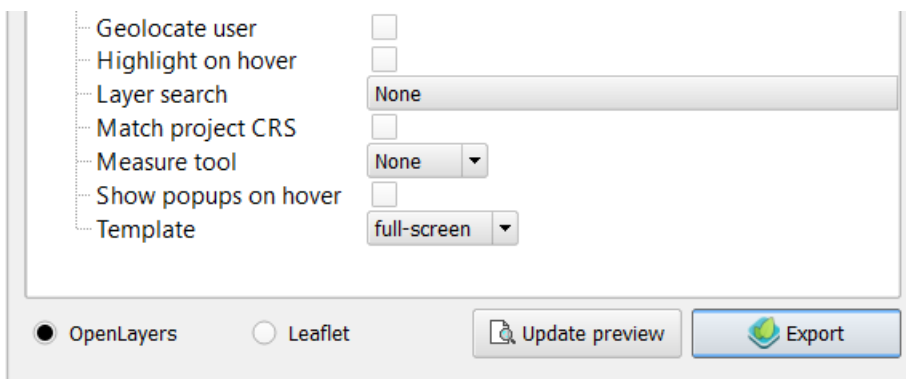 Geolocate user
Highlight on hover
Layer search None
Match project CRS
Measure tool None
Show popups on hover
Template full-screen
OpenLayers Leaflet Update preview Export